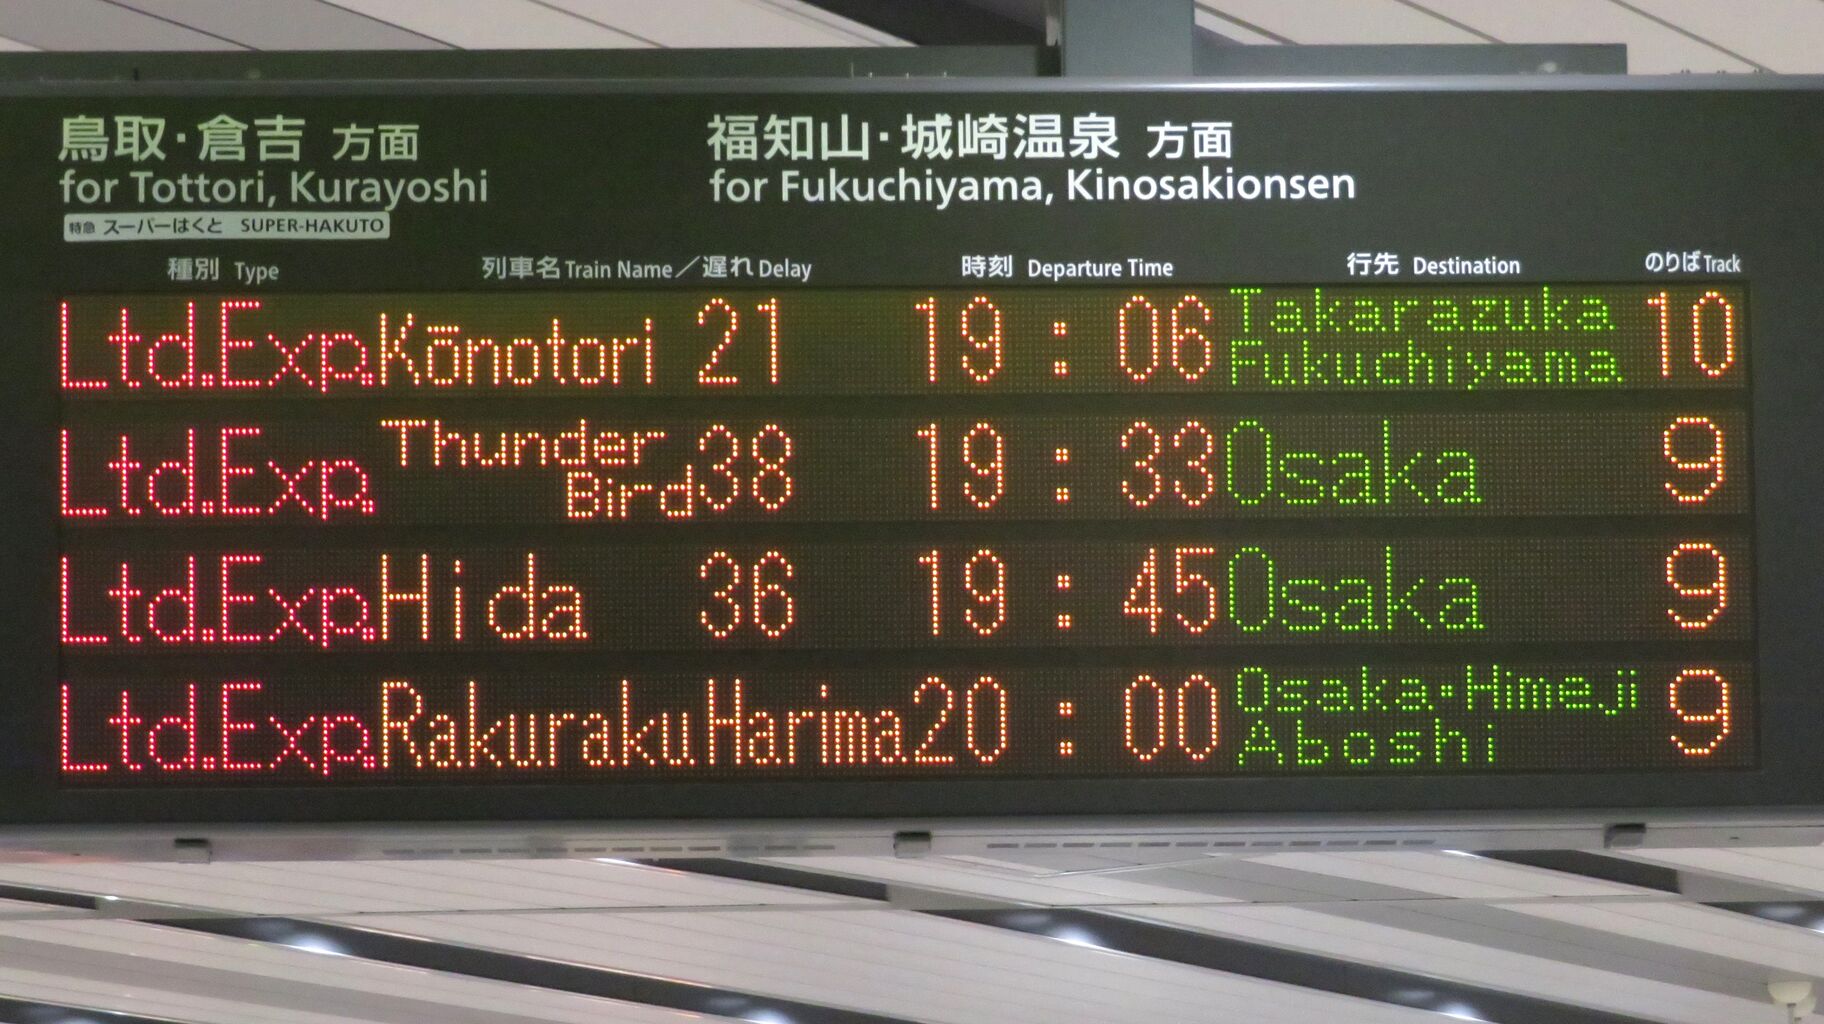 鳥取・倉吉 方面
for Tottori, Kurayoshi
特急 スーパーはくと SUPER-HAKUTO
福知山・城崎温泉 方面
for Fukuchiyama, Kinosakionsen
種別 Type 列車名 Train Name／遅れ Delay 時刻 Departure Time 行先 Destination のりば Track
Ltd.Exp. Kōnotori 21 19:06 Takarazuka Fukuchiyama 10
Ltd.Exp. Thunder Bird 38 19:33 Osaka 9
Ltd.Exp. Hida 36 19:45 Osaka 9
Ltd.Exp. RakurakuHarima 20:00 Osaka・Himeji Aboshi 9